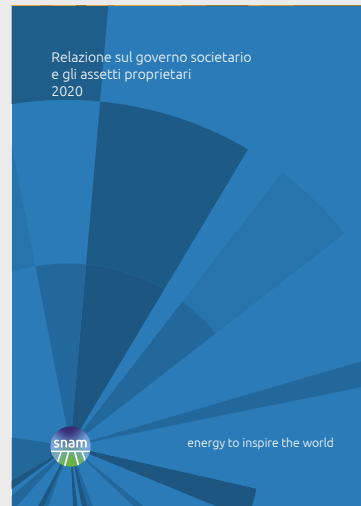 Relazione sul governo societario
e gli assetti proprietari
2020
snam
energy to inspire the world